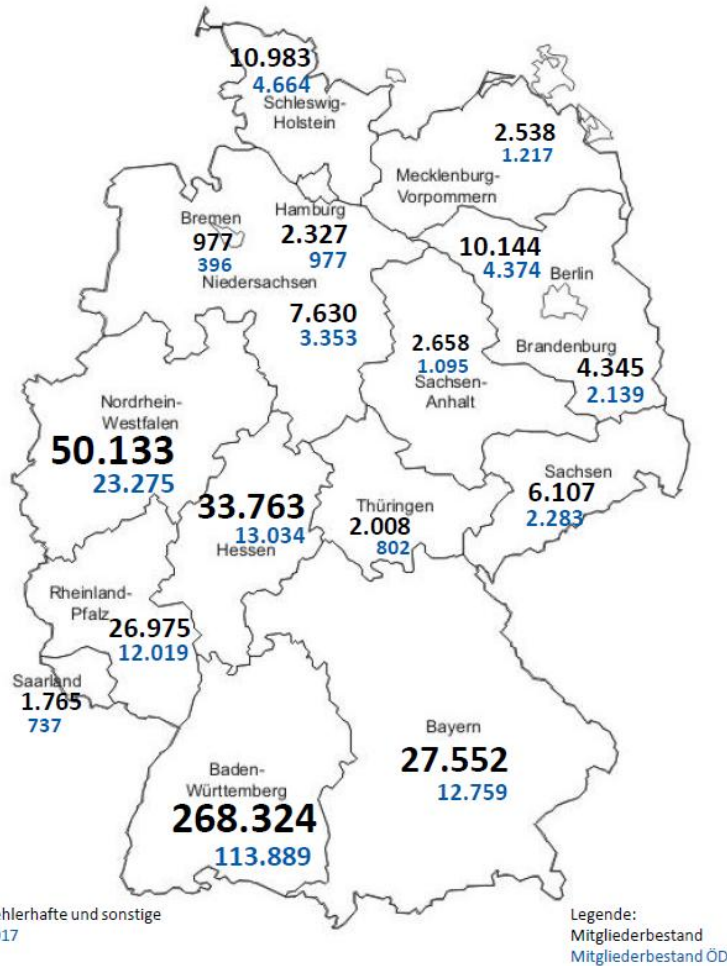 10.983
4.664
Schleswig-
Holstein
2.538
1.217
Mecklenburg-
Vorpommern
Hamburg
2.327
977
Bremen
977
396
Niedersachsen
7.630
3.353
10.144
4.374
Berlin
Brandenburg
4.345
2.139
2.658
1.095
Sachsen-
Anhalt
Nordrhein-
Westfalen
50.133
23.275
33.763
13.034
Hessen
Thüringen
2.008
802
Sachsen
6.107
2.283
Rheinland-
Pfalz
26.975
12.019
Saarland
1.765
737
Bayern
27.552
12.759
Baden-
Württemberg
268.324
113.889
ehlerhafte und sonstige
017
Legende:
Mitgliederbestand
Mitgliederbestand ÖD